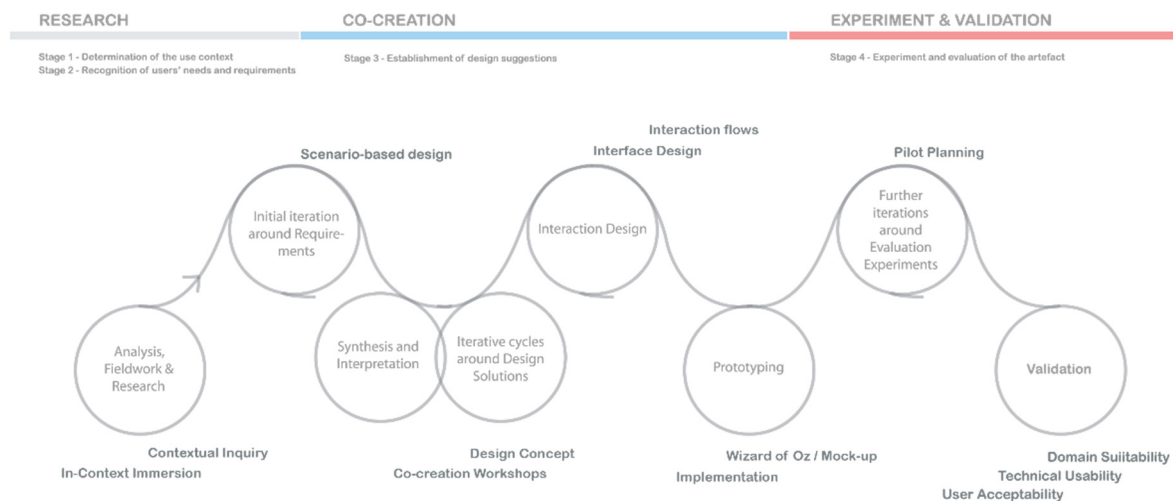 RESEARCH
CO-CREATION
EXPERIMENT & VALIDATION
Stage 1 - Determination of the use context
Stage 2 - Recognition of users' needs and requirements
Stage 3 - Establishment of design suggestions
Stage 4 - Experiment and evaluation of the artefact
Scenario-based design
Initial iteration
around Require-
ments
Interaction flows
Interface Design
Interaction Design
Pilot Planning
Further
iterations
around
Evaluation
Experiments
Analysis,
Fieldwork &
Research
Synthesis and
Interpretation
Iterative cycles
around Design
Solutions
Prototyping
Validation
Contextual Inquiry
In-Context Immersion
Design Concept
Co-creation Workshops
Wizard of Oz / Mock-up
Implementation
Domain Suiitability
Technical Usability
User Acceptability